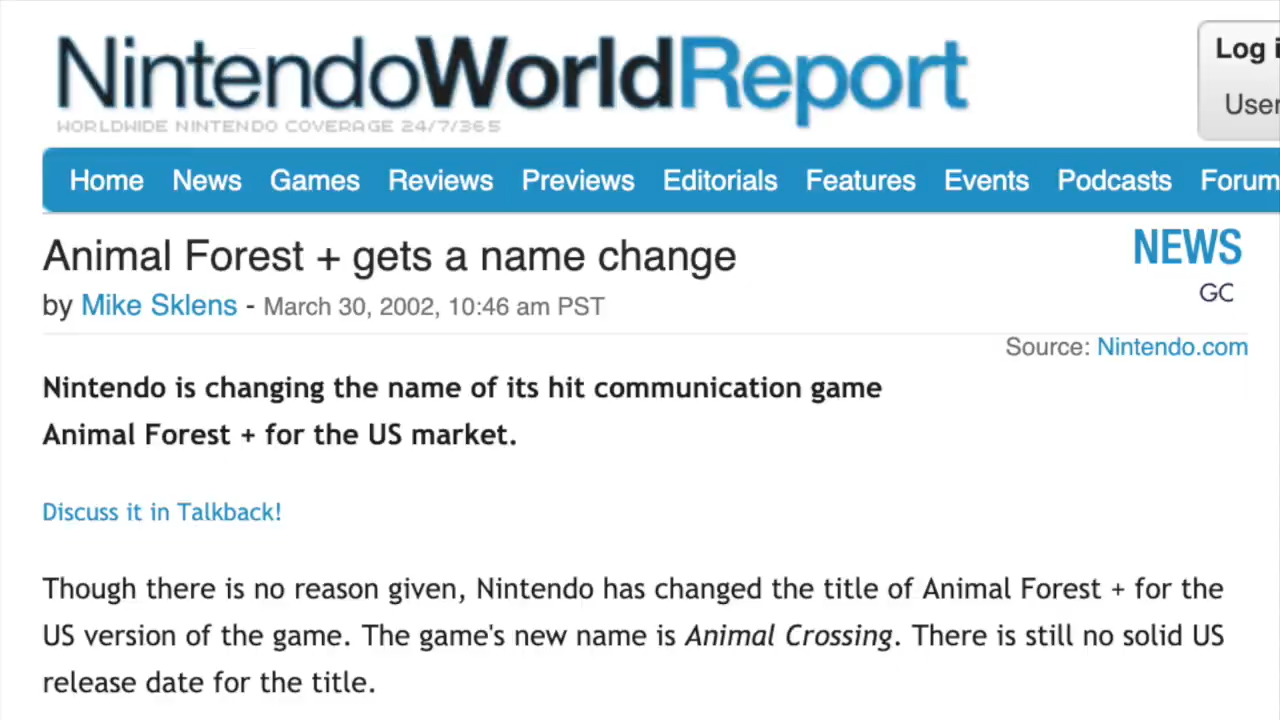 NintendoWorldReport
WORLDWIDE NINTENDO COVERAGE 24/7/365
Log i
User
Home News Games Reviews Previews Editorials Features Events Podcasts Forum
Animal Forest + gets a name change
NEWS
by Mike Sklens - March 30, 2002, 10:46 am PST
GC
Source: Nintendo.com
Nintendo is changing the name of its hit communication game
Animal Forest + for the US market.
Discuss it in Talkback!
Though there is no reason given, Nintendo has changed the title of Animal Forest + for the
US version of the game. The game's new name is Animal Crossing. There is still no solid US
release date for the title.